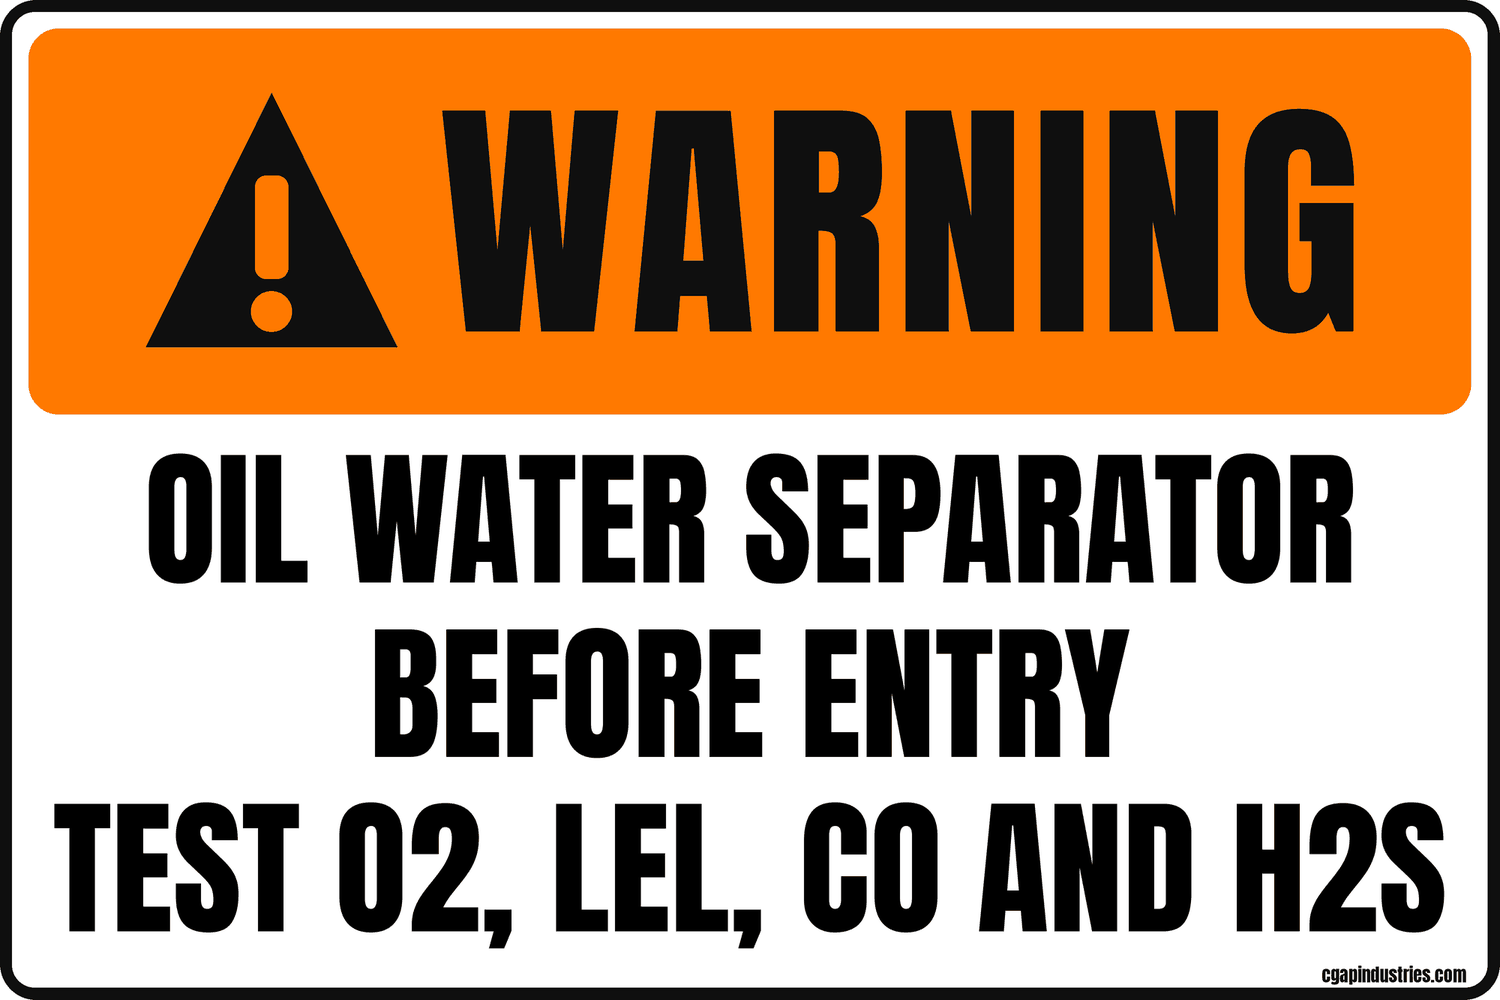 WARNING
OIL WATER SEPARATOR
BEFORE ENTRY
TEST O2, LEL, CO AND H2S
cgapindustries.com